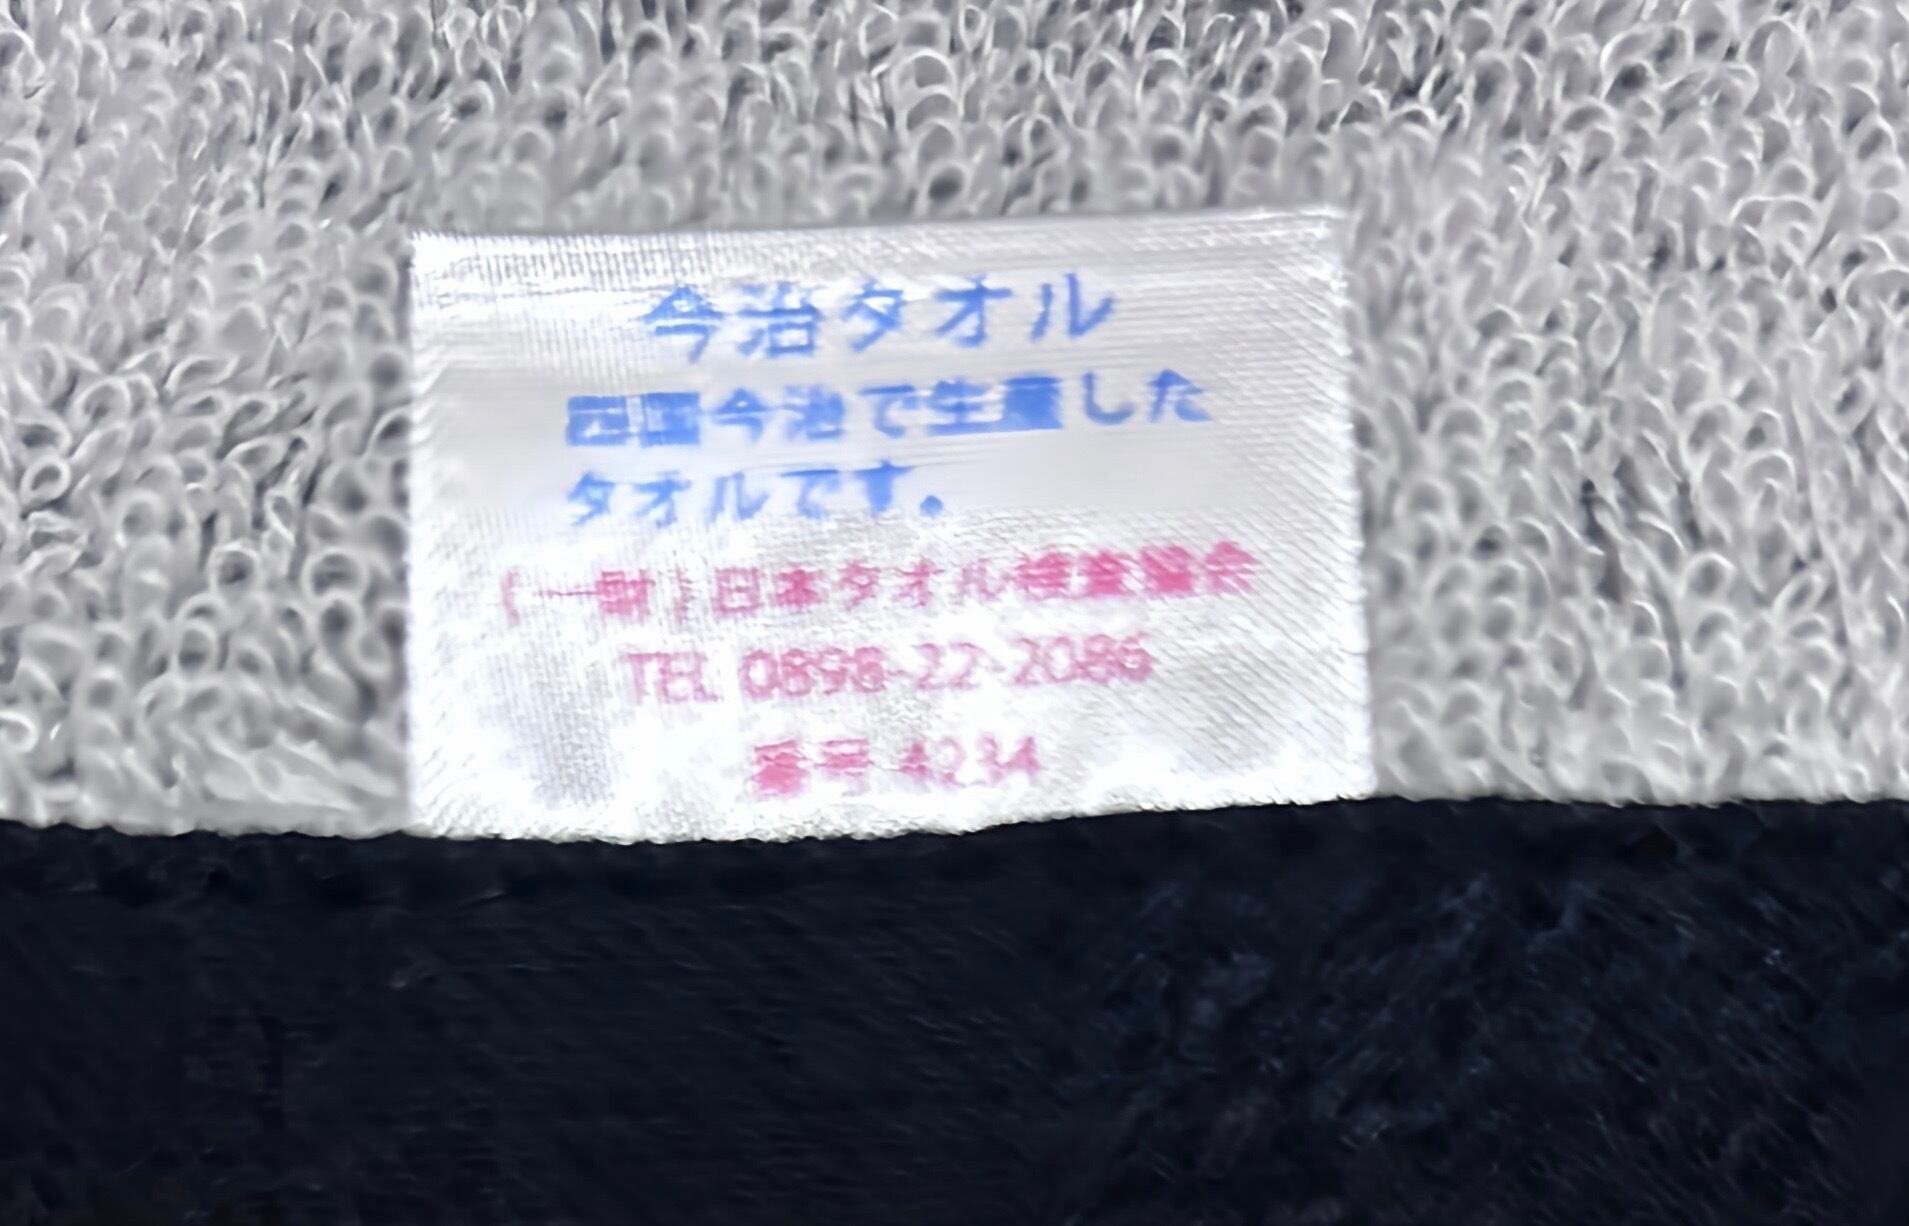 今治タオル
四国今治で生産した
タオルです。
(一財)日本タオル検査協会
TEL 0898-22-2086
番号 4234